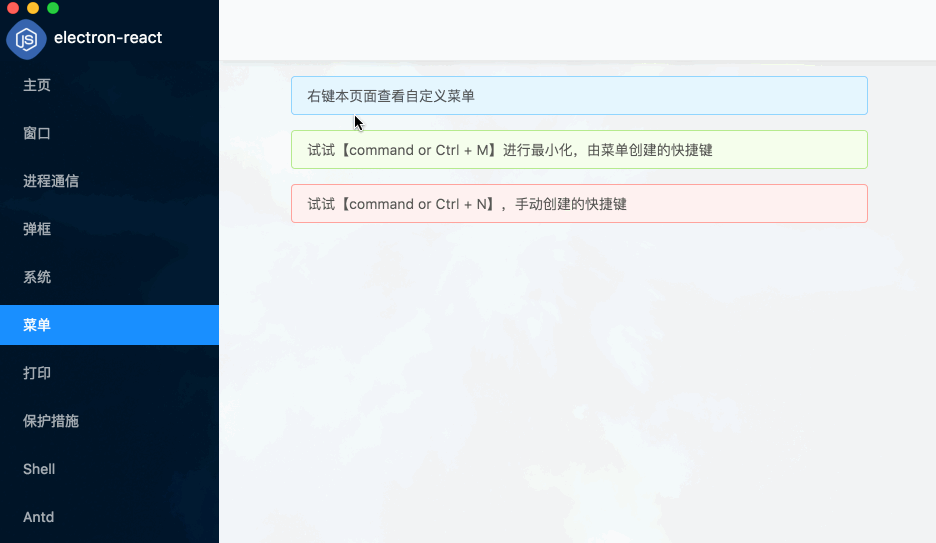 JS
electron-react
主页
窗口
进程通信
弹框
系统
菜单
打印
保护措施
Shell
Antd
右键本页面查看自定义菜单
试试【command or Ctrl + M】进行最小化，由菜单创建的快捷键
试试【command or Ctrl + N】，手动创建的快捷键